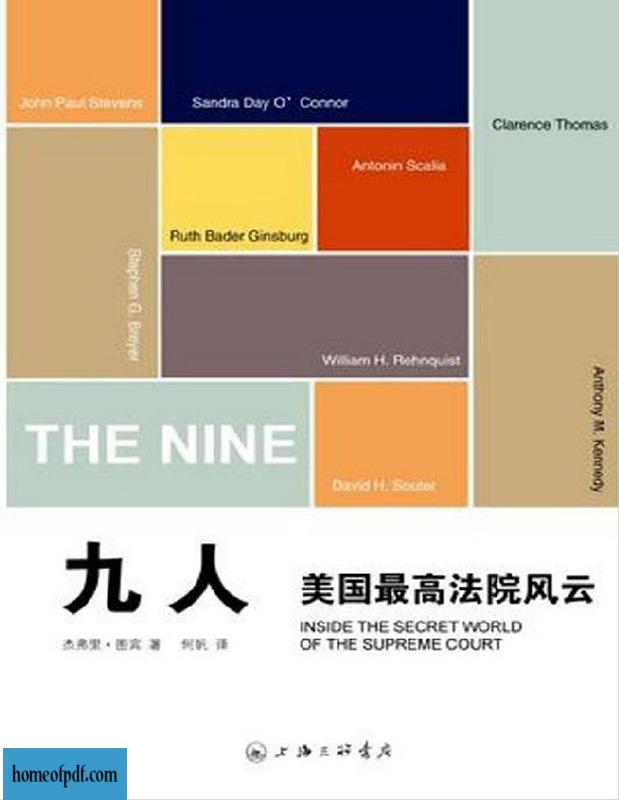 John Paul Stevens
Sandra Day O'Connor
Clarence Thomas
Antonin Scalia
Ruth Bader Ginsburg
Stephen G. Breyer
William H. Rehnquist
Anthony M. Kennedy
THE NINE
David H. Souter
九人
美国最高法院风云
INSIDE THE SECRET WORLD
OF THE SUPREME COURT
杰弗里·图宾 著 何帆 译
上海三联书店
homeofpdf.com